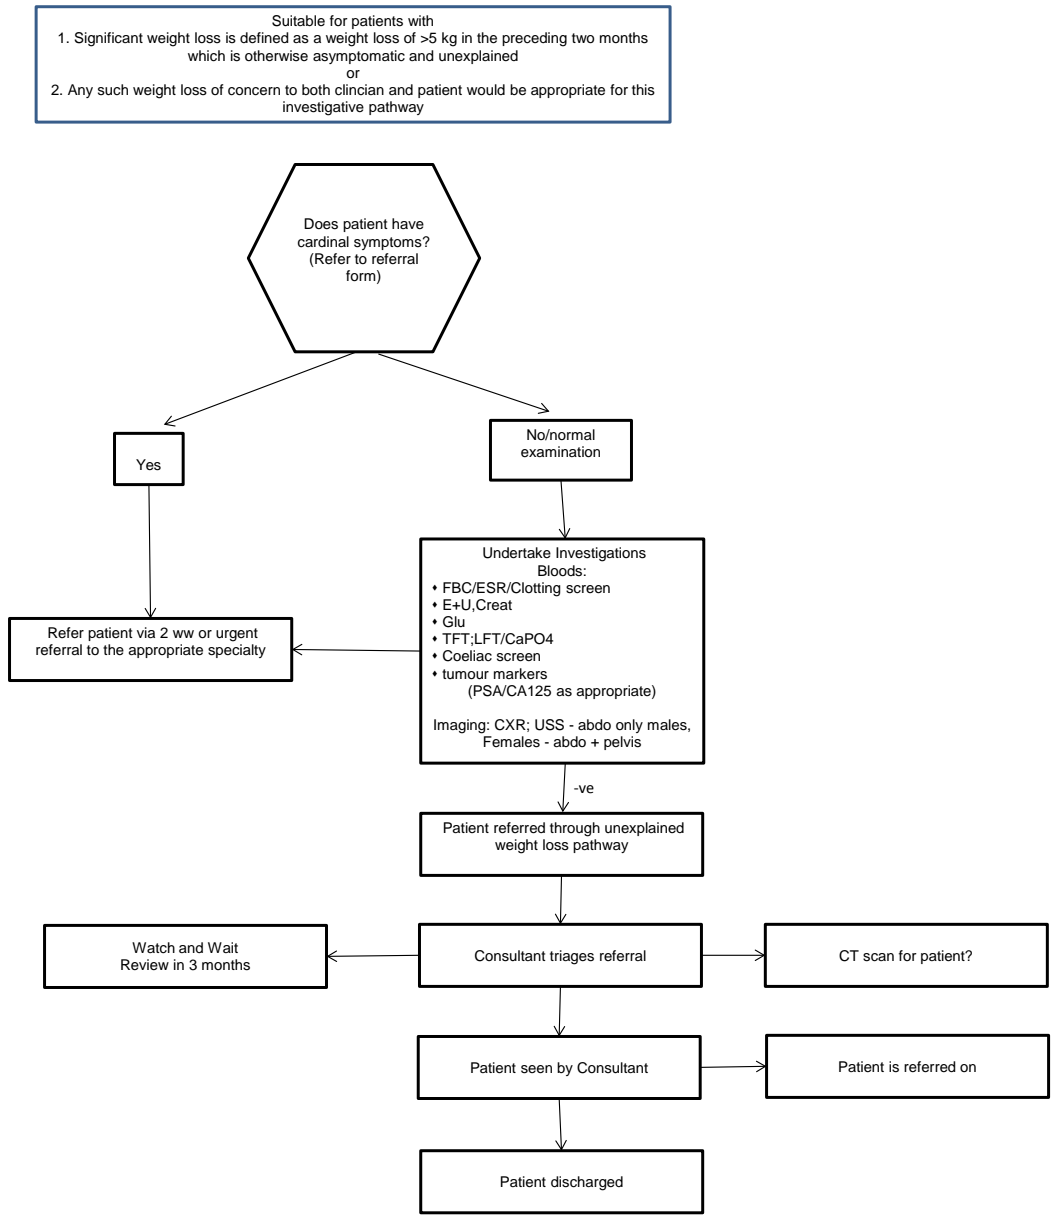 Suitable for patients with
1. Significant weight loss is defined as a weight loss of >5 kg in the preceding two months
which is otherwise asymptomatic and unexplained
or
2. Any such weight loss of concern to both clincian and patient would be appropriate for this
investigative pathway
Does patient have
cardinal symptoms?
(Refer to referral
form)
Yes
No/normal
examination
Undertake Investigations
Bloods:
♦ FBC/ESR/Clotting screen
♦ E+U,Creat
♦ Glu
♦ TFT;LFT/CaPO4
♦ Coeliac screen
♦ tumour markers
(PSA/CA125 as appropriate)
Imaging: CXR; USS - abdo only males,
Females - abdo + pelvis
Refer patient via 2 ww or urgent
referral to the appropriate specialty
-ve
Patient referred through unexplained
weight loss pathway
Watch and Wait
Review in 3 months
Consultant triages referral
CT scan for patient?
Patient seen by Consultant
Patient is referred on
Patient discharged